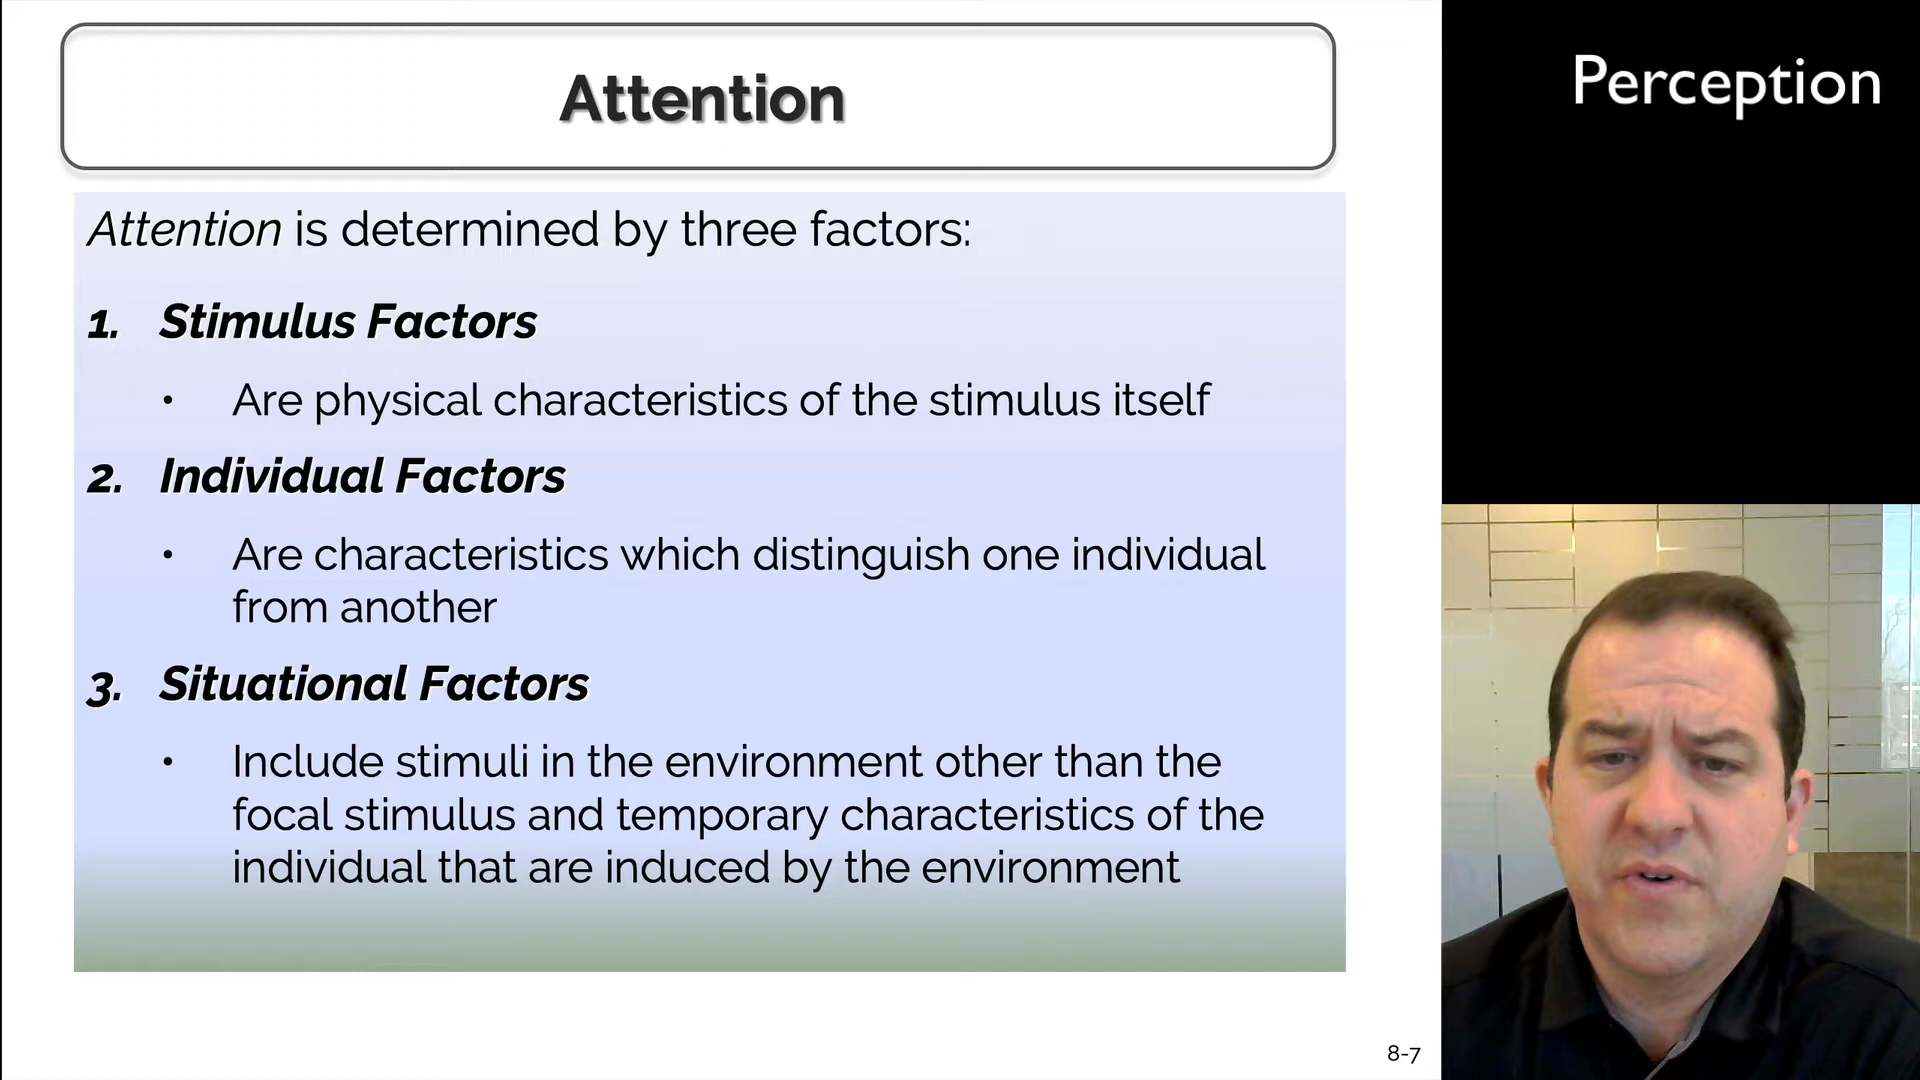 Attention
Perception
Attention is determined by three factors:
1. Stimulus Factors
• Are physical characteristics of the stimulus itself
2. Individual Factors
• Are characteristics which distinguish one individual
from another
3. Situational Factors
• Include stimuli in the environment other than the
focal stimulus and temporary characteristics of the
individual that are induced by the environment
8-7